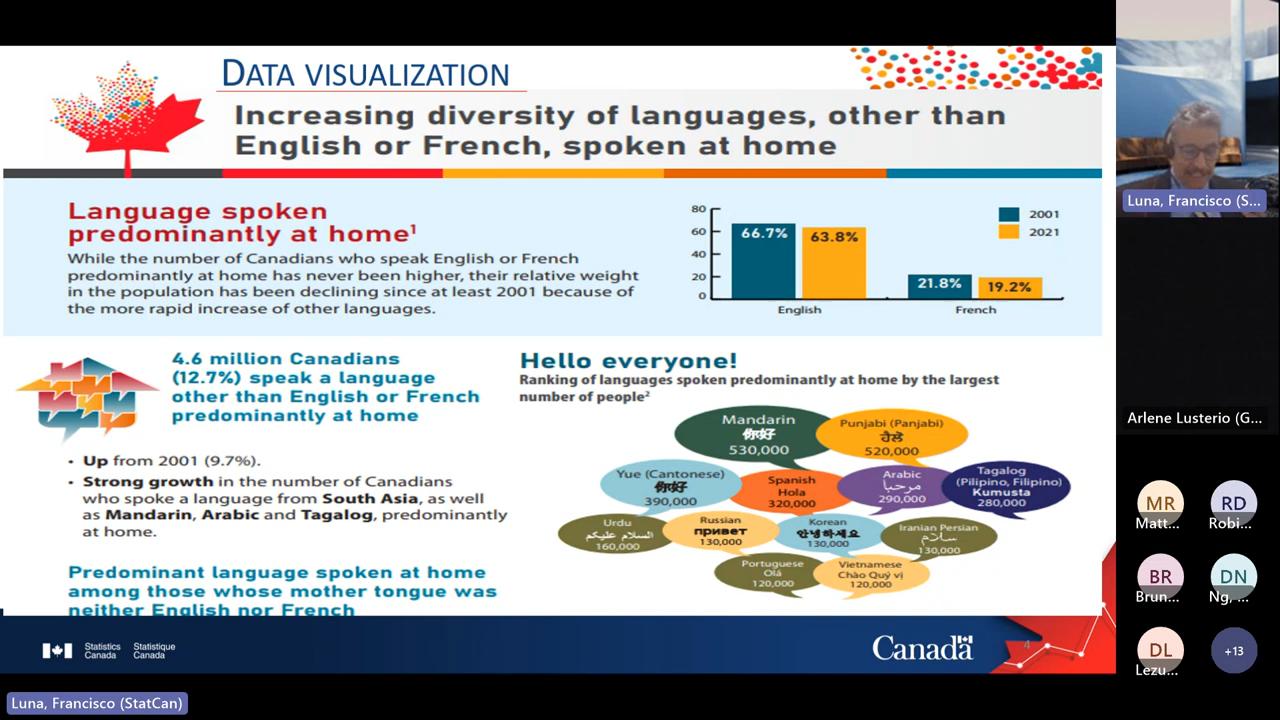 DATA VISUALIZATION
Increasing diversity of languages, other than
English or French, spoken at home
Language spoken
predominantly at home¹
While the number of Canadians who speak English or French
predominantly at home has never been higher, their relative weight
in the population has been declining since at least 2001 because of
the more rapid increase of other languages.
80
60
40
20
0
66.7%
63.8%
21.8%
19.2%
English
French
2001
2021
4.6 million Canadians
(12.7%) speak a language
other than English or French
predominantly at home
• Up from 2001 (9.7%).
• Strong growth in the number of Canadians
who spoke a language from South Asia, as well
as Mandarin, Arabic and Tagalog, predominantly
at home.
Predominant language spoken at home
among those whose mother tongue was
neither English nor French
Hello everyone!
Ranking of languages spoken predominantly at home by the largest
number of people²
Mandarin
你好
530,000
Punjabi (Panjabi)
ਹੈਲੋ
520,000
Yue (Cantonese)
你好
390,000
Spanish
Hola
320,000
Arabic
مرحبا
290,000
Tagalog
(Pilipino, Filipino)
Kumusta
280,000
Urdu
السلام عليكم
160,000
Russian
привет
130,000
Korean
안녕하세요
130,000
Iranian Persian
سلام
130,000
Portuguese
Olá
120,000
Vietnamese
Chào Quý vị
120,000
Statistics
Canada
Statistique
Canada
Canada
4
Luna, Francisco (StatCan)
Luna, Francisco (S...
Arlene Lusterio (G...
MR
Matt...
RD
Robi...
BR
Brun...
DN
Ng, ...
DL
Lezu...
+13